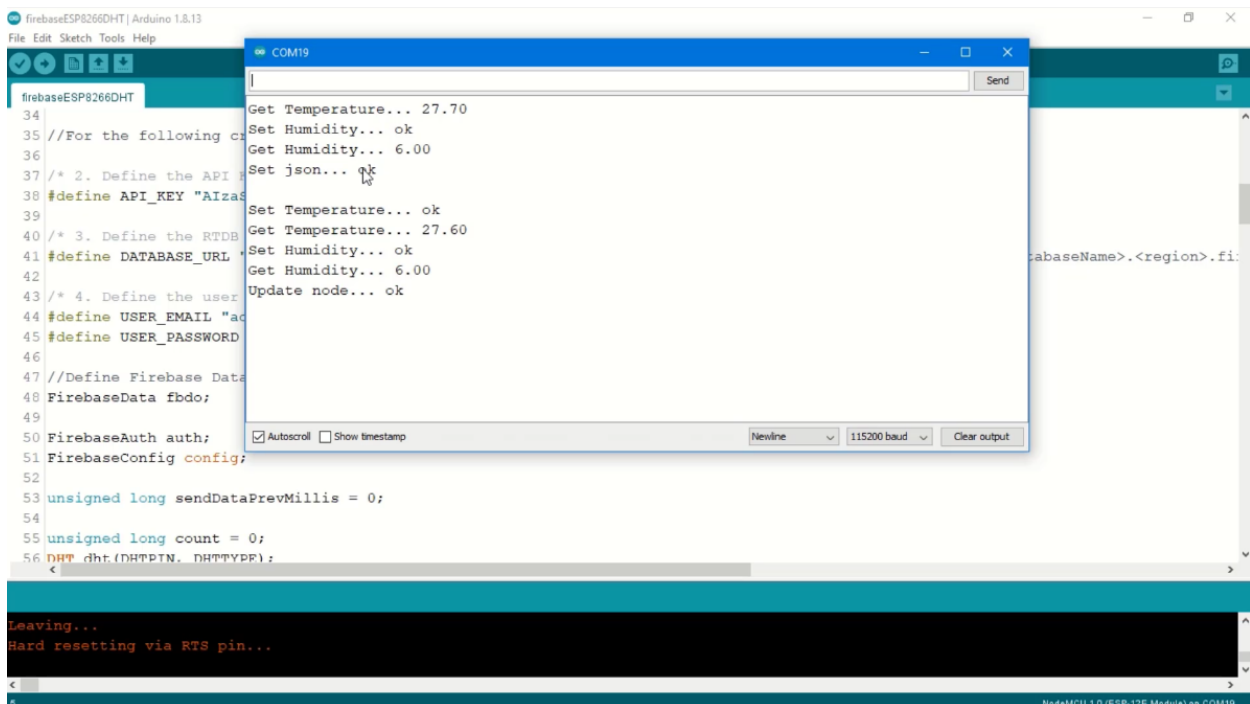 firebaseESP8266DHT | Arduino 1.8.13
File Edit Sketch Tools Help
COM19
Send
firebaseESP8266DHT
Get Temperature... 27.70
Set Humidity... ok
Get Humidity... 6.00
Set json... ok
Set Temperature... ok
Get Temperature... 27.60
Set Humidity... ok
Get Humidity... 6.00
Update node... ok
Autoscroll Show timestamp Newline 115200 baud Clear output
34
35 //For the following
36
37 /* 2. Define the API
38 #define API_KEY "AIza
39
40 /* 3. Define the RTDB
41 #define DATABASE_URL " abaseName>.<region>.fi
42
43 /* 4. Define the user
44 #define USER_EMAIL "a
45 #define USER_PASSWORD
46
47 //Define Firebase Data
48 FirebaseData fbdo;
49
50 FirebaseAuth auth;
51 FirebaseConfig config;
52
53 unsigned long sendDataPrevMillis = 0;
54
55 unsigned long count = 0;
56 DHT dht(DHTPIN, DHTTYPE);
Leaving...
Hard resetting via RTS pin...
NodeMCU 1.0 (ESP-12E Module) on COM19